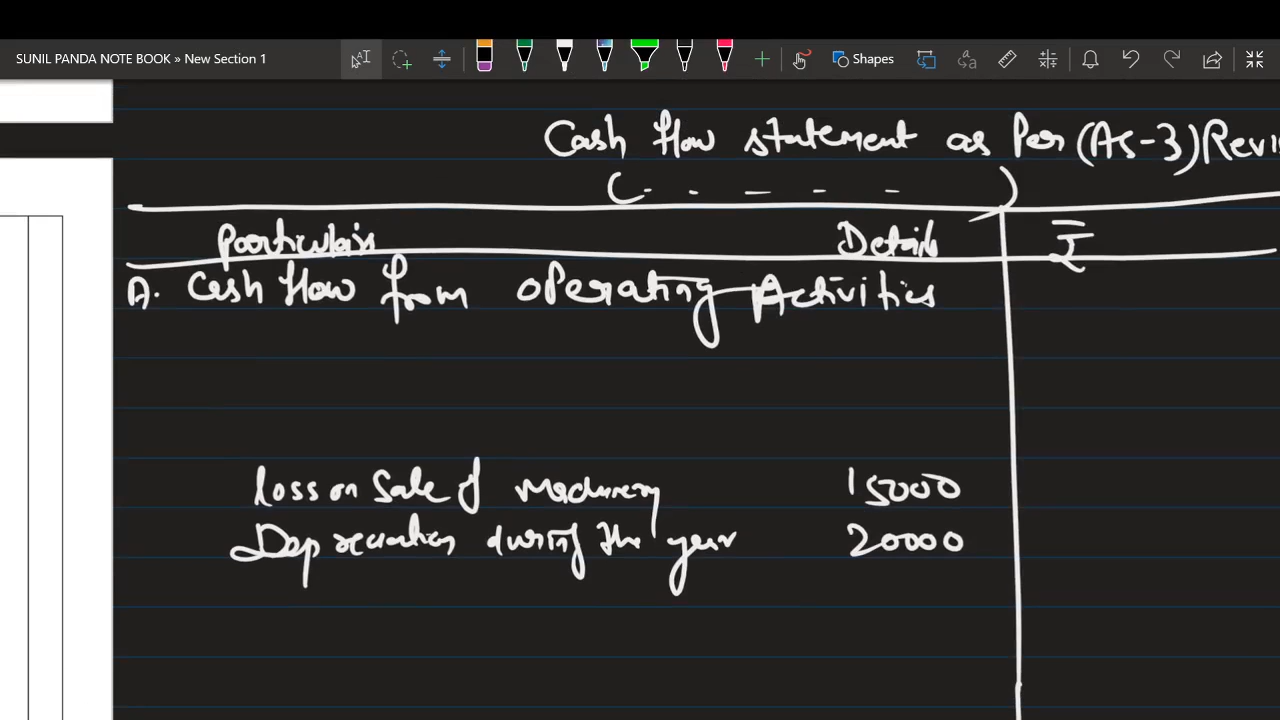 SUNIL PANDA NOTE BOOK » New Section 1
Shapes
Cash flow statement as Per (AS-3) Revi
(- - - - -)
Particulars Details ₹
A. Cash flow from operating Activities
Loss on Sale of Machinery 15000
Depreciation during the year 20000